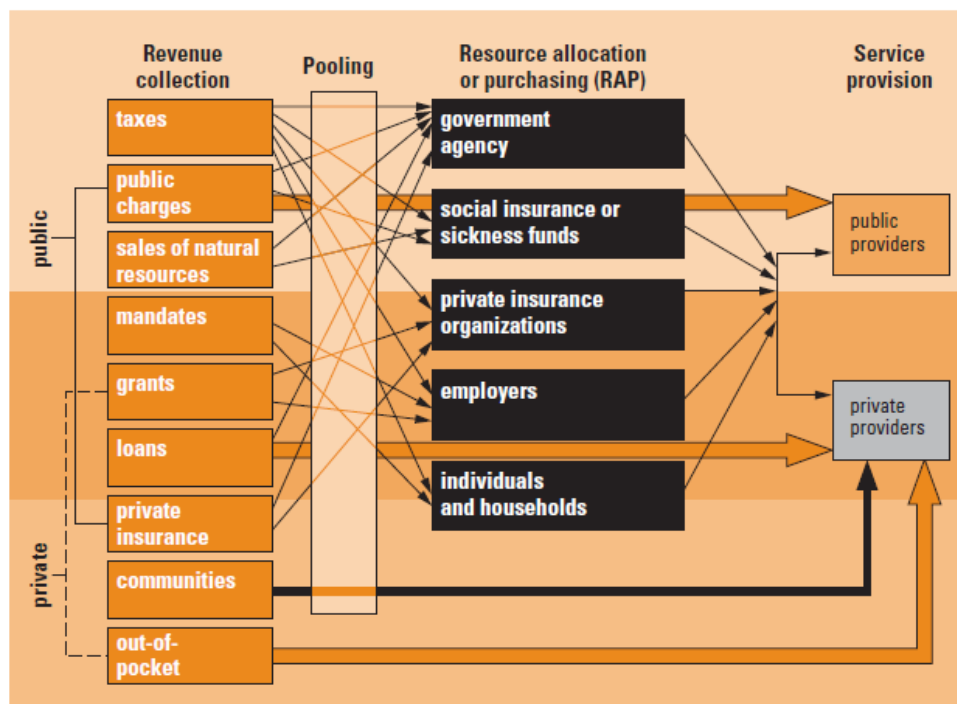 Revenue
collection
Pooling
Resource allocation
or purchasing (RAP)
Service
provision
taxes
public
charges
sales of natural
resources
mandates
grants
loans
private
insurance
communities
out-of-
pocket
public
private
government
agency
social insurance or
sickness funds
private insurance
organizations
employers
individuals
and households
public
providers
private
providers